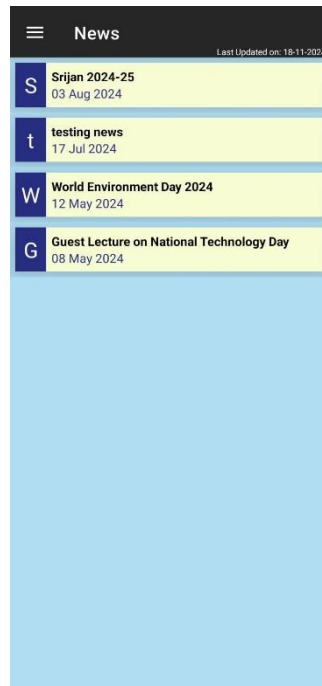 News
Last Updated on: 18-11-202
S
Srijan 2024-25
03 Aug 2024
t
testing news
17 Jul 2024
W
World Environment Day 2024
12 May 2024
G
Guest Lecture on National Technology Day
08 May 2024